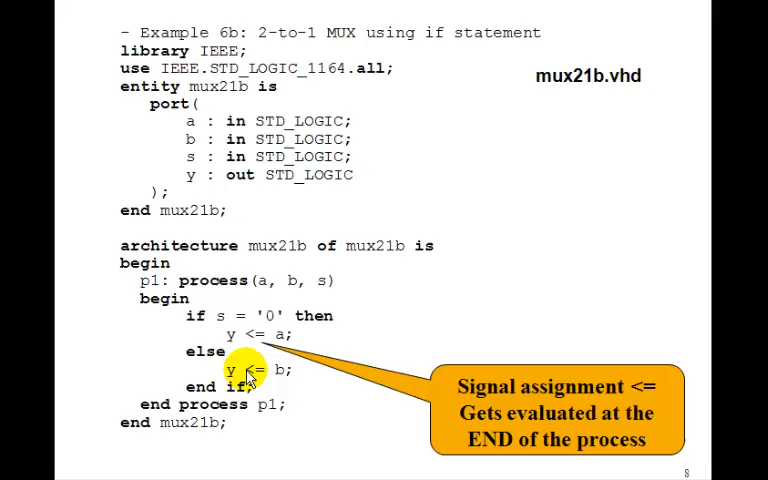 - Example 6b: 2-to-1 MUX using if statement
library IEEE;
use IEEE.STD_LOGIC_1164.all;
mux21b.vhd
entity mux21b is
port(
a : in STD_LOGIC;
b : in STD_LOGIC;
s : in STD_LOGIC;
y : out STD_LOGIC
);
end mux21b;
architecture mux21b of mux21b is
begin
p1: process(a, b, s)
begin
if s = '0' then
y <= a;
else
y <= b;
end if;
end process p1;
end mux21b;
Signal assignment <=
Gets evaluated at the
END of the process
8